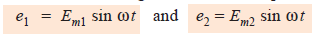 e₁ = Eₘ₁ sin ωt and e₂ = Eₘ₂ sin ωt